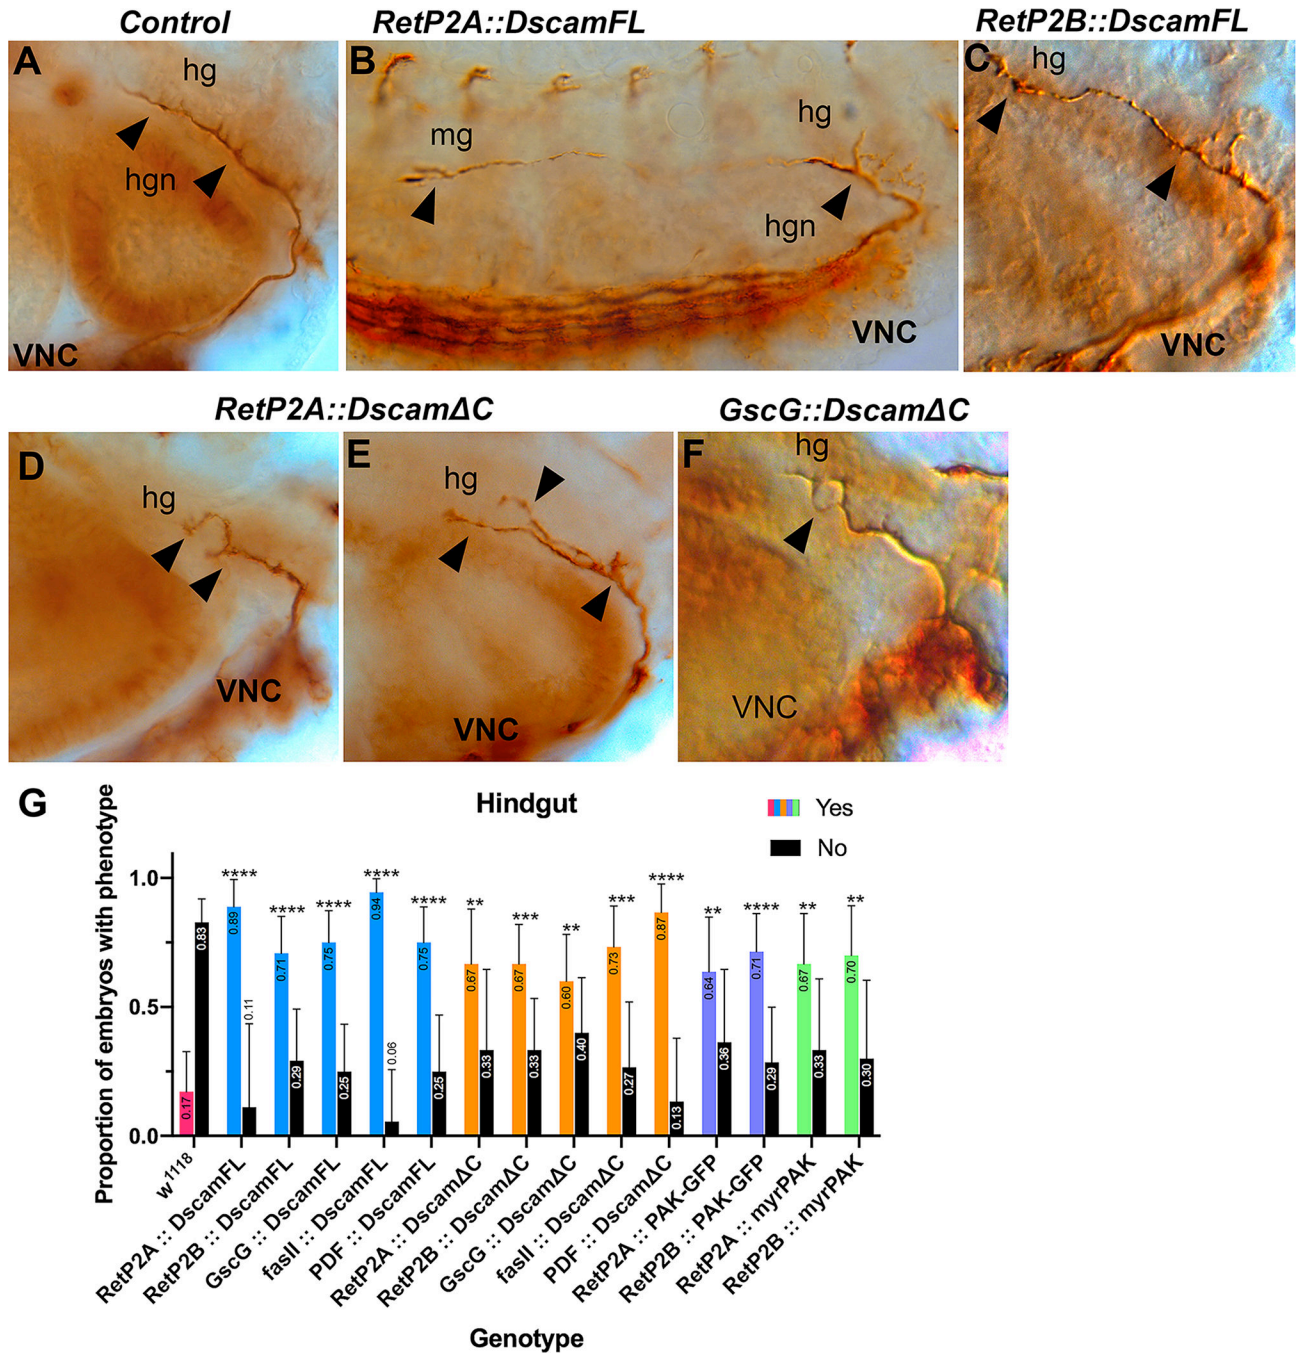 Control
RetP2A::DscamFL
RetP2B::DscamFL
A
hg
hgn
VNC
B
mg
hg
hgn
VNC
C
hg
VNC
RetP2A::DscamΔC
GscG::DscamΔC
D
hg
VNC
E
hg
VNC
F
hg
VNC
G
Hindgut
Yes
No
Proportion of embryos with phenotype
1.0
0.5
0.0
**** **** **** **** **** ** *** ** *** **** ** **** ** **
0.17 0.83 0.89 0.11 0.71 0.29 0.75 0.25 0.94 0.06 0.75 0.25 0.67 0.33 0.67 0.33 0.60 0.40 0.73 0.27 0.87 0.13 0.64 0.36 0.71 0.29 0.67 0.33 0.70 0.30
w1118
RetP2A :: DscamFL
RetP2B :: DscamFL
GscG :: DscamFL
fasII :: DscamFL
PDF :: DscamFL
RetP2A :: DscamΔC
RetP2B :: DscamΔC
GscG :: DscamΔC
fasII :: DscamΔC
PDF :: DscamΔC
RetP2A :: PAK-GFP
RetP2B :: PAK-GFP
RetP2A :: myrPAK
RetP2B :: myrPAK
Genotype